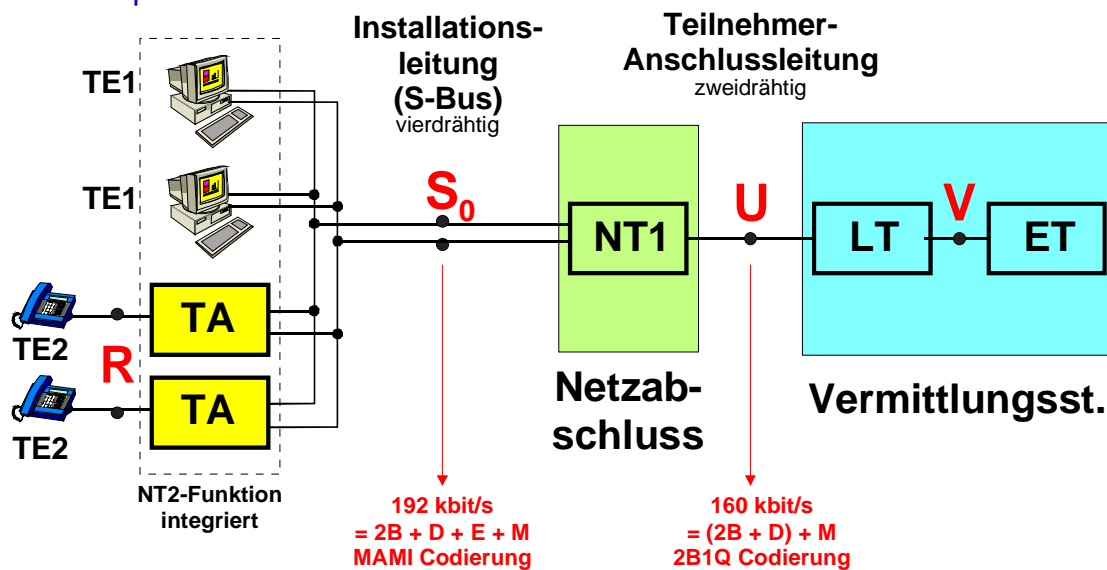 Installations-
leitung
(S-Bus)
vierdrähtig
Teilnehmer-
Anschlussleitung
zweidrähtig
TE1
TE1
S0
U
V
NT1
LT
ET
TA
TE2
R
TA
TE2
Netzab-
schluss
Vermittlungsst.
NT2-Funktion
integriert
192 kbit/s
= 2B + D + E + M
MAMI Codierung
160 kbit/s
= (2B + D) + M
2B1Q Codierung